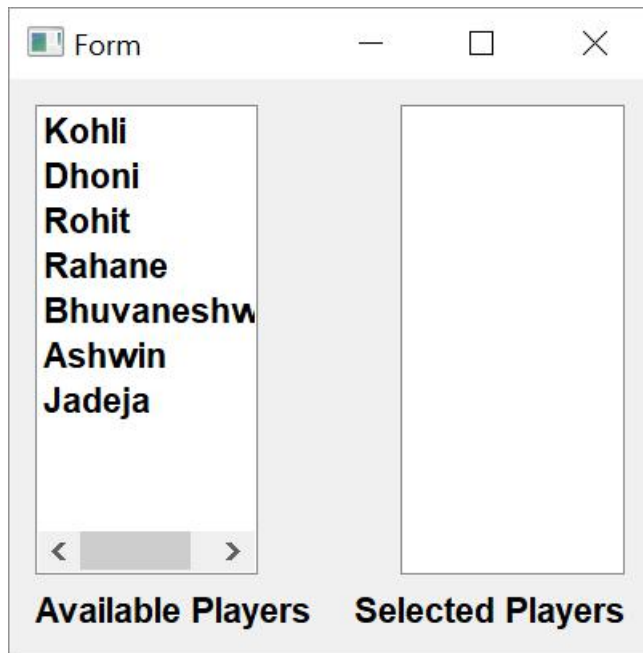 Form
Kohli
Dhoni
Rohit
Rahane
Bhuvaneshw
Ashwin
Jadeja
Available Players
Selected Players